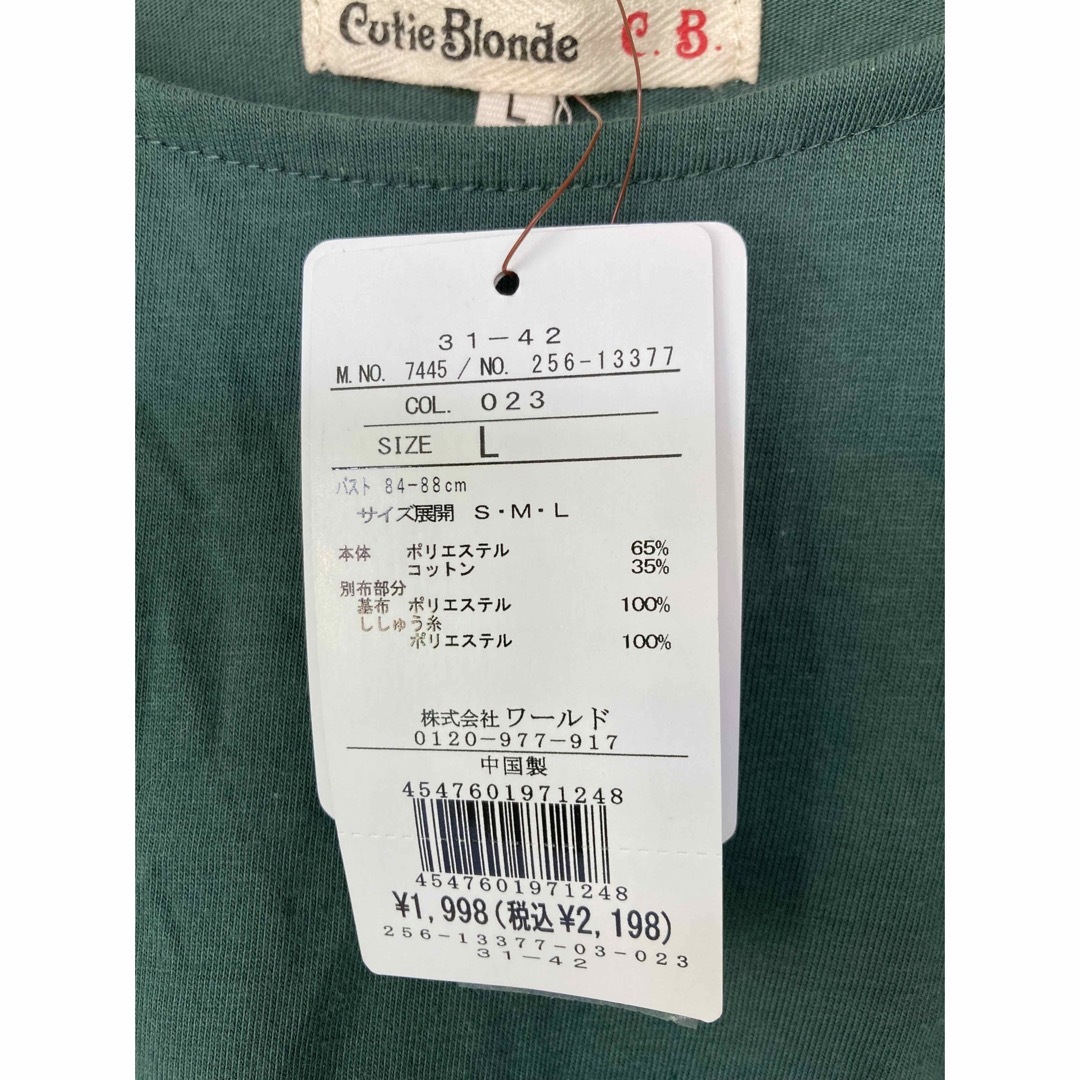 Cutie Blonde C. B.
L
31-42
M.NO. 7445 / NO. 256-13377
COL. 023
SIZE L
バスト 84-88cm
サイズ展開 S・M・L
本体 ポリエステル 65%
コットン 35%
別布部分
基布 ポリエステル 100%
ししゅう糸
ポリエステル 100%
株式会社 ワールド
0120-977-917
中国製
4547601971248
4547601971248
¥1,998(税込¥2,198)
256-13377-03-023
31-42